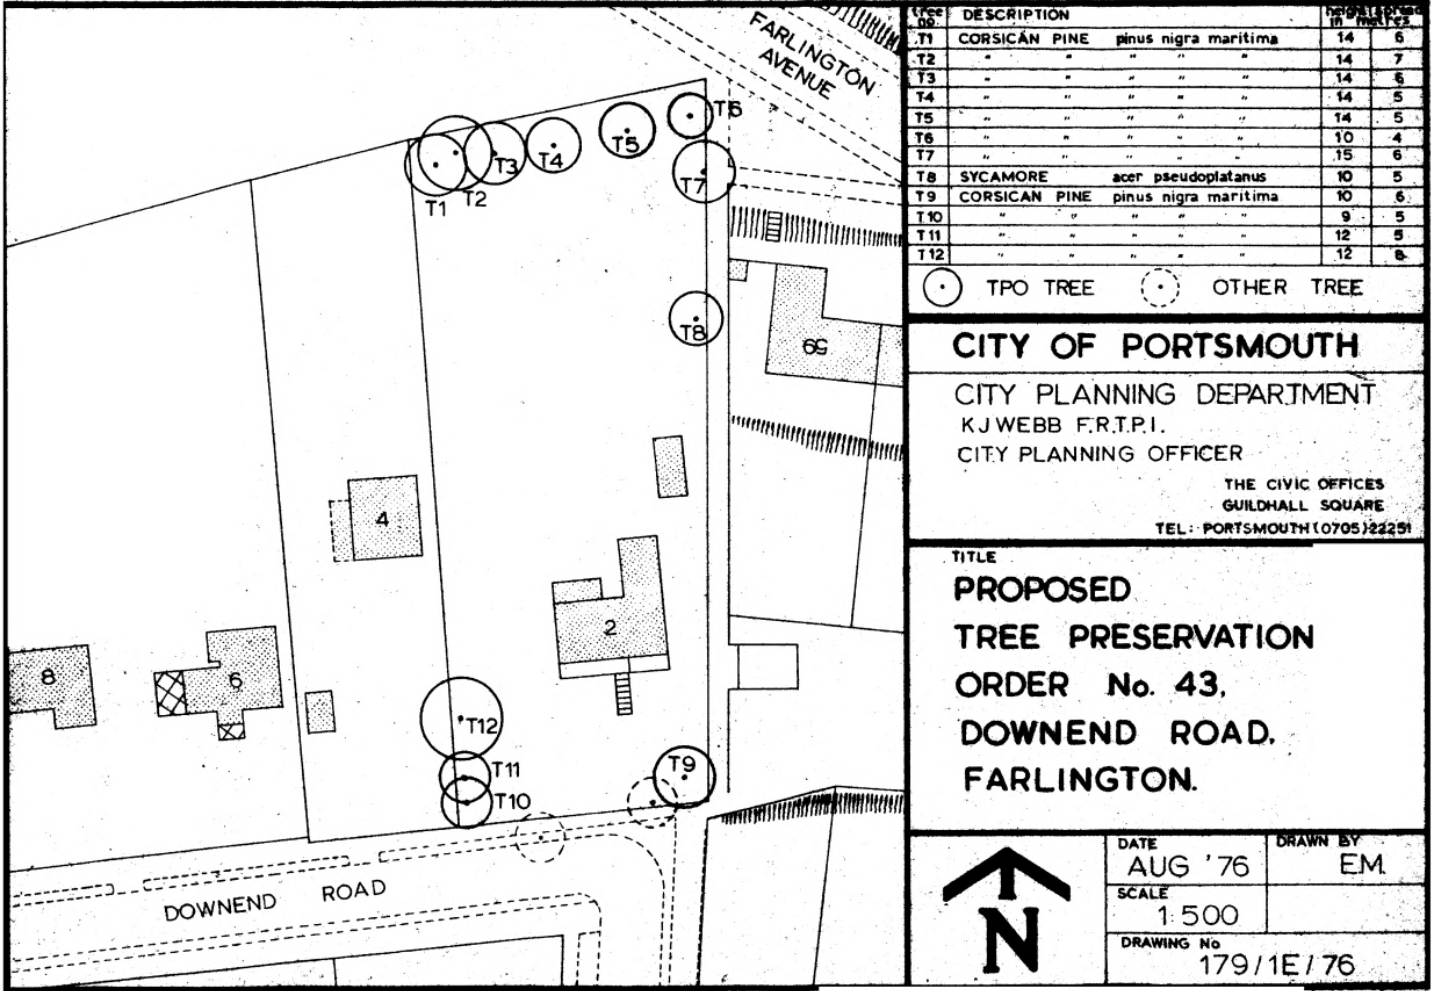 FARLINGTON
AVENUE
T1
T2
T3
T4
T5
T6
T7
T8
69
4
2
8
6
T12
T11
T10
T9
DOWNEND ROAD
tree no. DESCRIPTION height spread in metres
T1 CORSICAN PINE pinus nigra maritima 14 6
T2 " " " " " 14 7
T3 " " " " " 14 6
T4 " " " " " 14 5
T5 " " " " " 14 5
T6 " " " " " 10 4
T7 " " " " " 15 6
T8 SYCAMORE acer pseudoplatanus 10 5
T9 CORSICAN PINE pinus nigra maritima 10 6
T10 " " " " " 9 5
T11 " " " " " 12 5
T12 " " " " " 12 8
TPO TREE OTHER TREE
CITY OF PORTSMOUTH
CITY PLANNING DEPARTMENT
K J WEBB F.R.T.P.I.
CITY PLANNING OFFICER
THE CIVIC OFFICES
GUILDHALL SQUARE
TEL: PORTSMOUTH (0705) 22251
TITLE
PROPOSED
TREE PRESERVATION
ORDER No. 43,
DOWNEND ROAD,
FARLINGTON.
N
DATE
AUG '76
DRAWN BY
EM.
SCALE
1:500
DRAWING No
179/1E/76